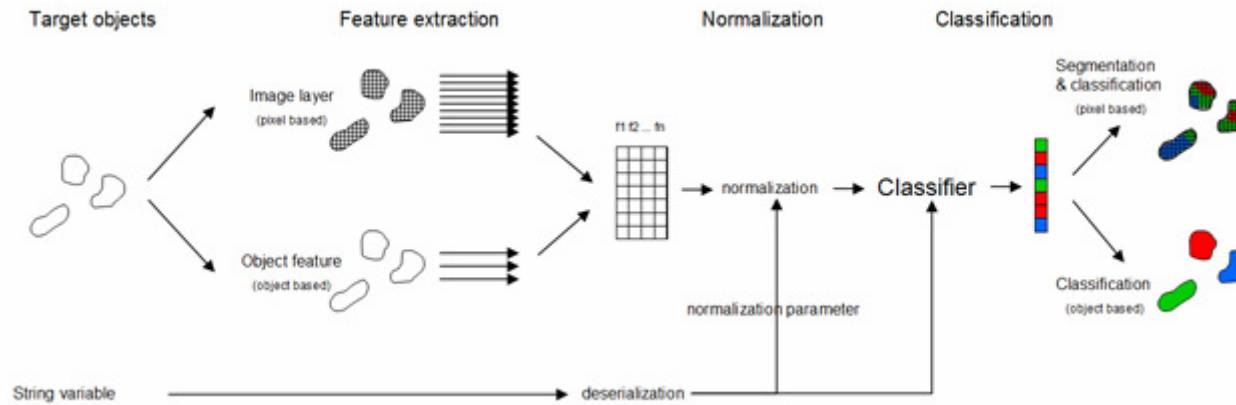 Target objects
Feature extraction
Normalization
Classification
Image layer
(pixel based)
Segmentation
& classification
(pixel based)
f1 f2 ... fn
normalization
Classifier
Object feature
(object based)
Classification
(object based)
normalization parameter
String variable
deserialization